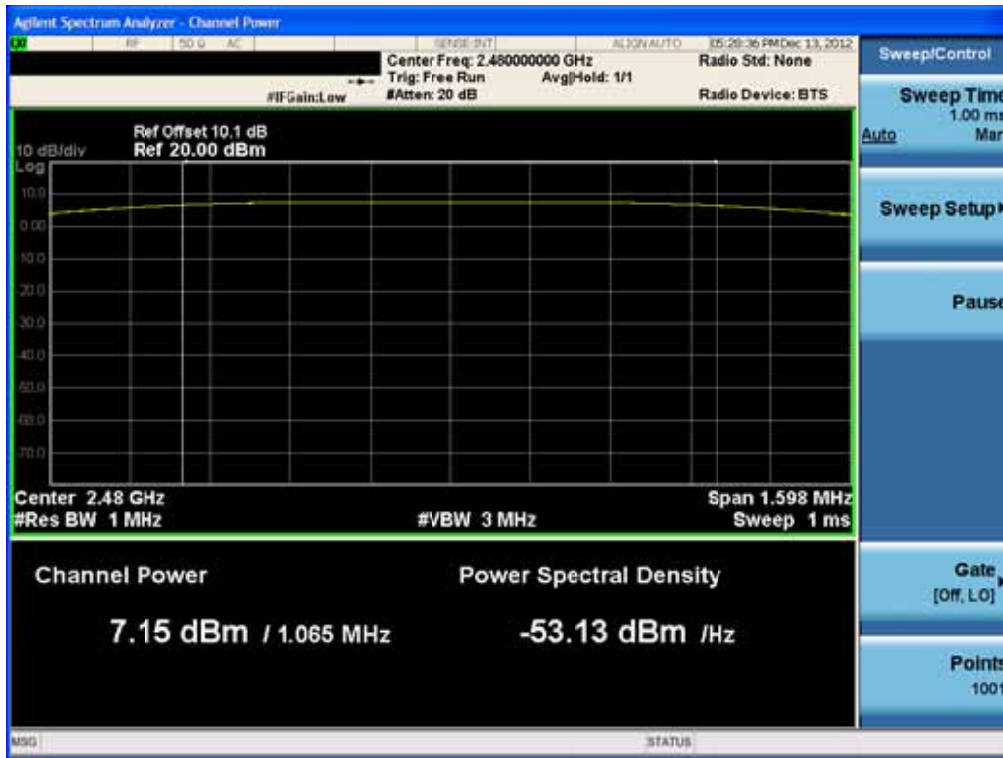 Agilent Spectrum Analyzer - Channel Power
RF 50 Ω AC SENSE:INT ALIGN AUTO 05:28:36 PM Dec 13, 2012
Center Freq: 2.480000000 GHz Radio Std: None
Trig: Free Run Avg|Hold: 1/1
#IFGain:Low #Atten: 20 dB Radio Device: BTS
Ref Offset 10.1 dB
10 dB/div Ref 20.00 dBm
Log
10.0
0.00
-10.0
-20.0
-30.0
-40.0
-50.0
-60.0
-70.0
Center 2.48 GHz Span 1.598 MHz
#Res BW 1 MHz #VBW 3 MHz Sweep 1 ms
Channel Power Power Spectral Density
7.15 dBm / 1.065 MHz -53.13 dBm /Hz
MSG STATUS
Sweep/Control
Sweep Time
1.00 ms
Auto Man
Sweep Setup
Pause
Gate
[Off, LO]
Points
1001